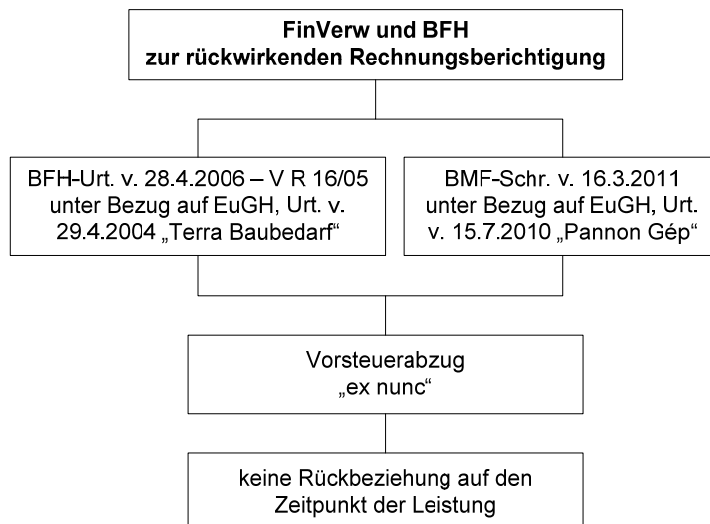 FinVerw und BFH
zur rückwirkenden Rechnungsberichtigung
BFH-Urt. v. 28.4.2006 – V R 16/05
unter Bezug auf EuGH, Urt. v.
29.4.2004 „Terra Baubedarf“
BMF-Schr. v. 16.3.2011
unter Bezug auf EuGH, Urt.
v. 15.7.2010 „Pannon Gép“
Vorsteuerabzug
„ex nunc“
keine Rückbeziehung auf den
Zeitpunkt der Leistung